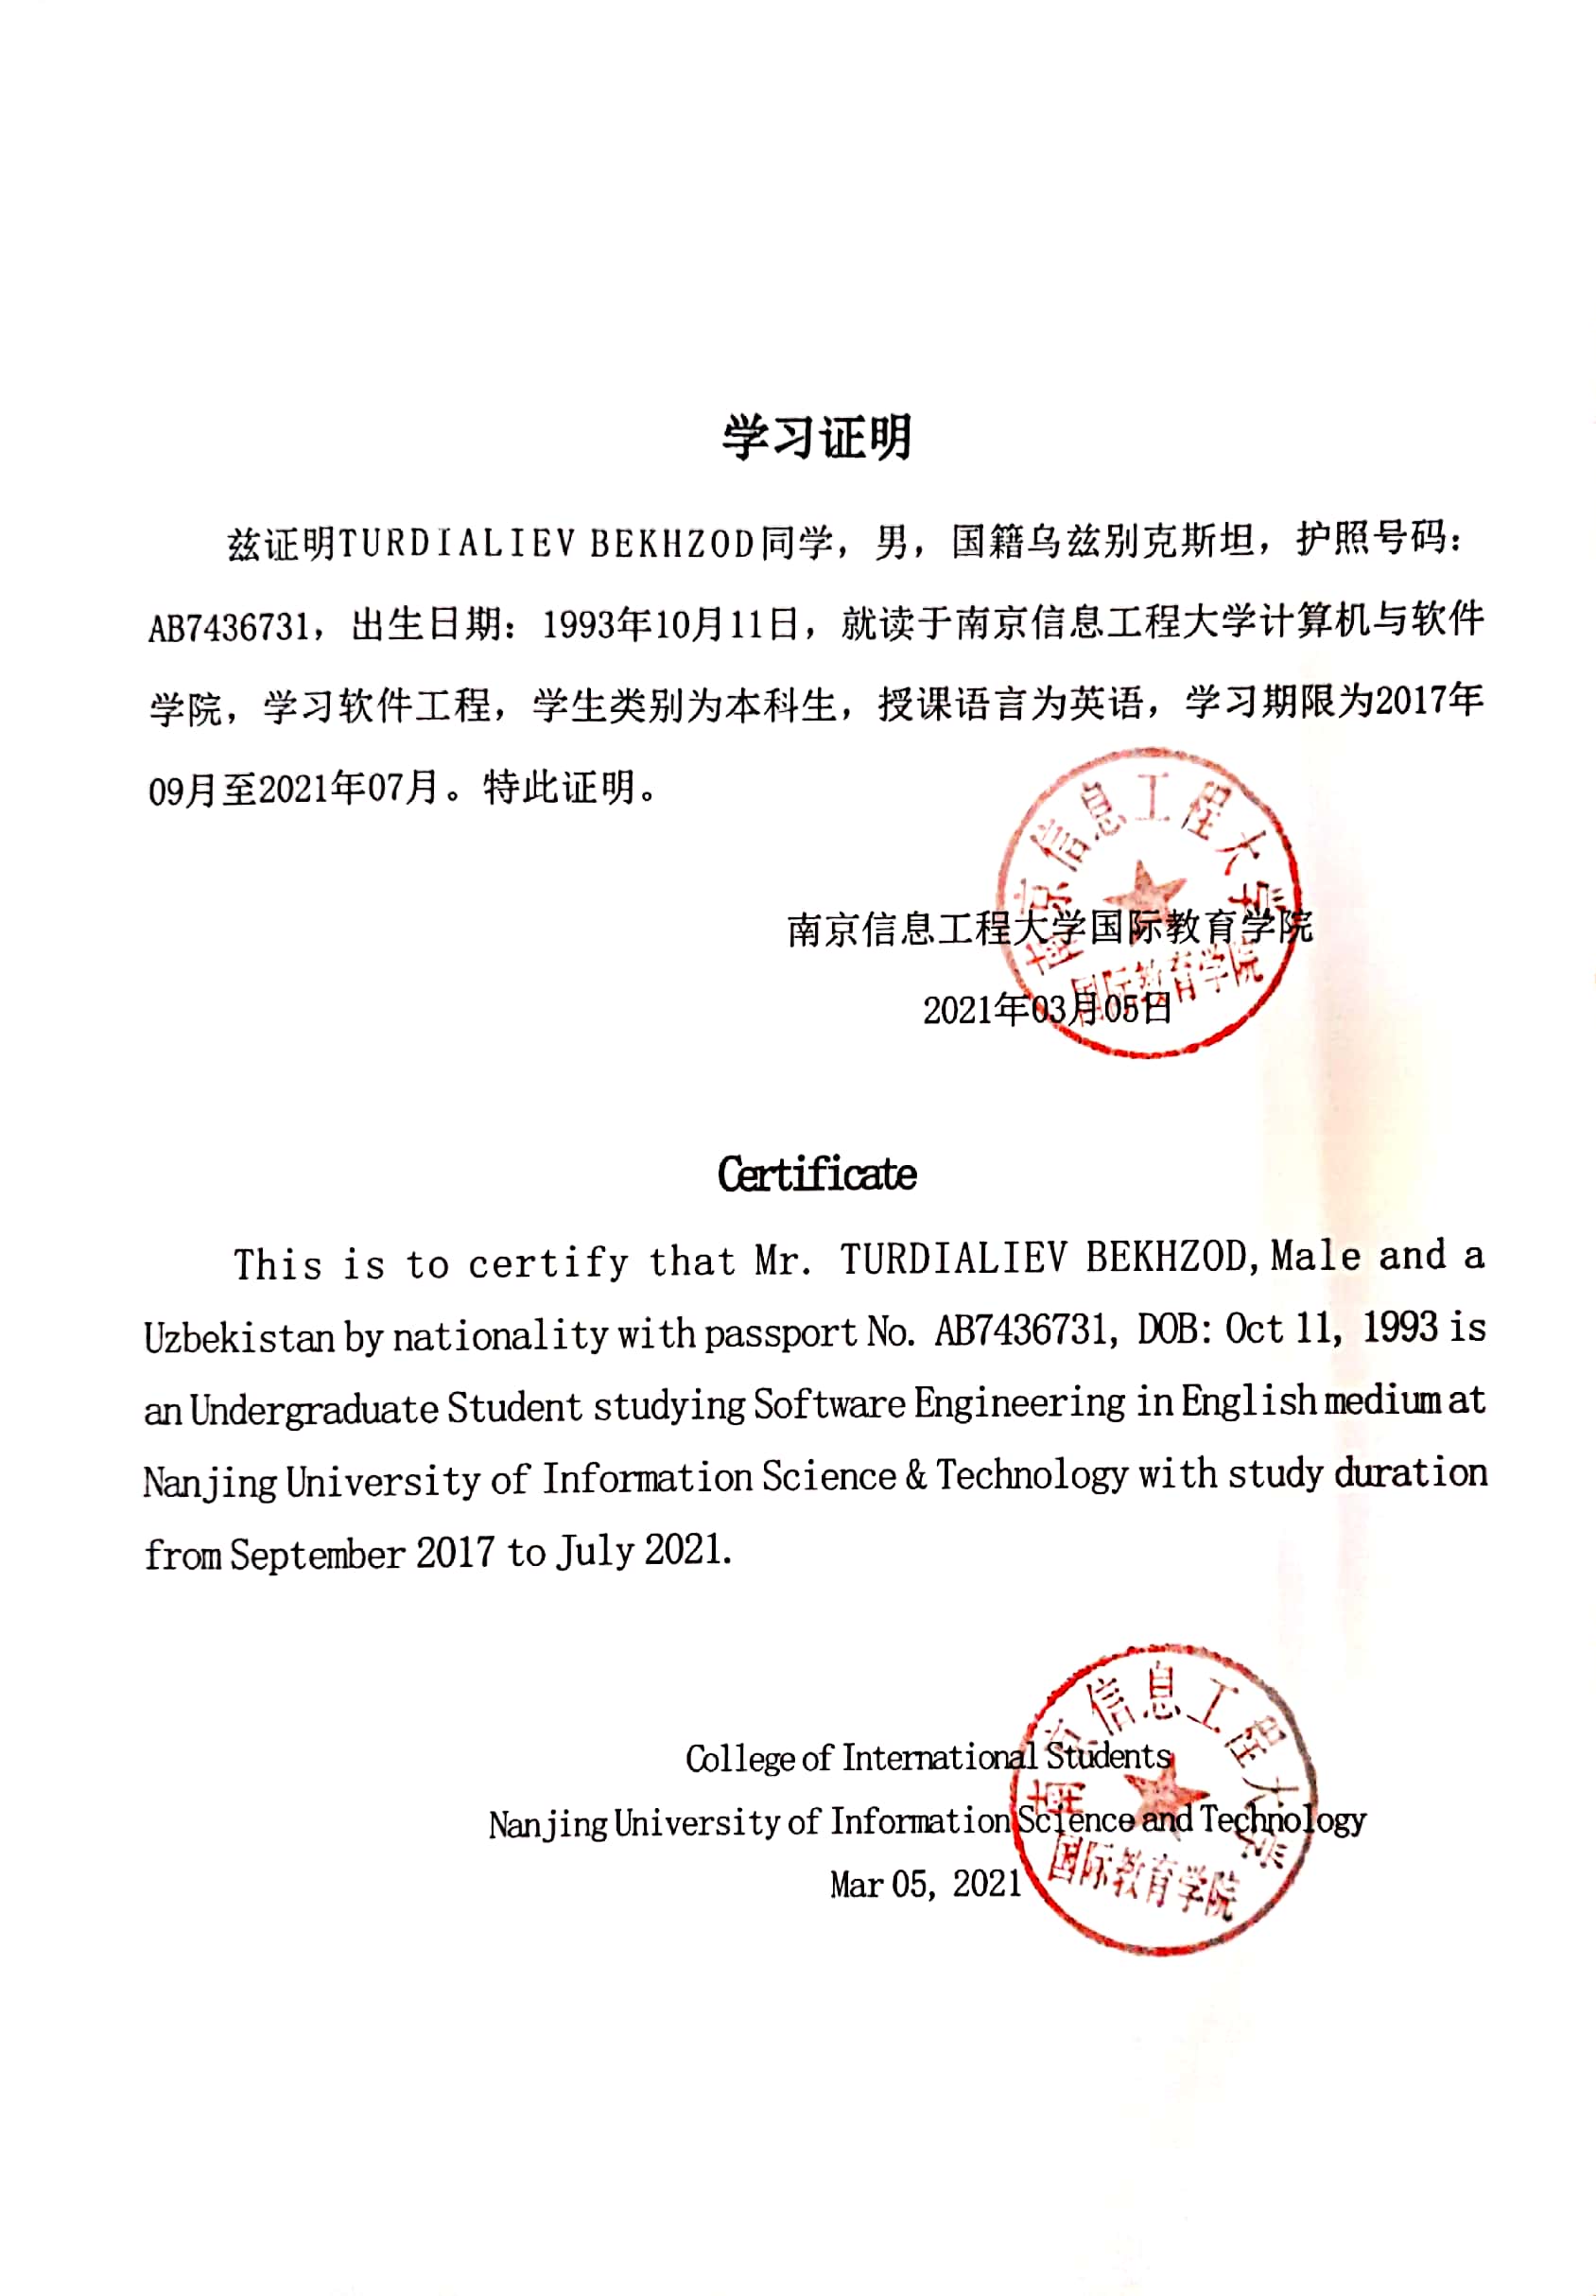 学习证明
兹证明TURDIALIEV BEKHZOD同学，男，国籍乌兹别克斯坦，护照号码：
AB7436731，出生日期：1993年10月11日，就读于南京信息工程大学计算机与软件
学院，学习软件工程，学生类别为本科生，授课语言为英语，学习期限为2017年
09月至2021年07月。特此证明。
南京信息工程大学
南京信息工程大学国际教育学院
国际教育学院
2021年03月05日
Certificate
This is to certify that Mr. TURDIALIEV BEKHZOD, Male and a
Uzbekistan by nationality with passport No. AB7436731, DOB: Oct 11, 1993 is
an Undergraduate Student studying Software Engineering in English medium at
Nanjing University of Information Science & Technology with study duration
from September 2017 to July 2021.
南京信息工程大学
College of International Students
Nanjing University of Information Science and Technology
国际教育学院
Mar 05, 2021